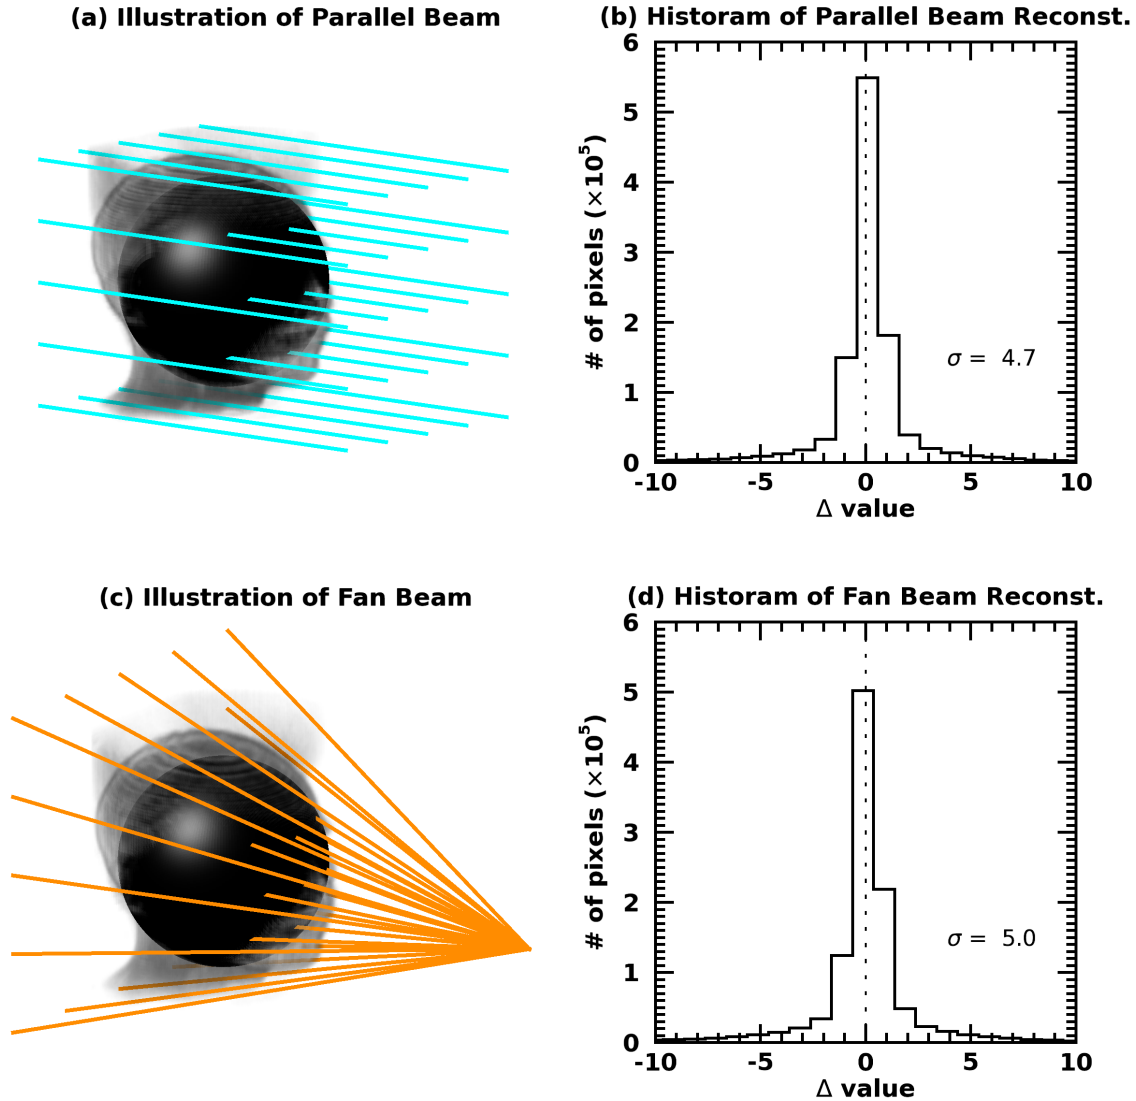 (a) Illustration of Parallel Beam
(b) Historam of Parallel Beam Reconst.
6
5
4
3
2
1
0
# of pixels (×10⁵)
σ = 4.7
-10 -5 0 5 10
Δ value
(c) Illustration of Fan Beam
(d) Historam of Fan Beam Reconst.
6
5
4
3
2
1
0
# of pixels (×10⁵)
σ = 5.0
-10 -5 0 5 10
Δ value